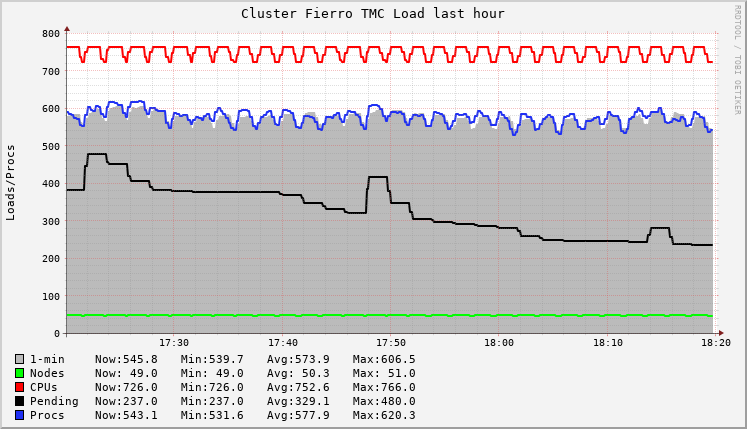 Cluster Fierro TMC Load last hour
RRDTOOL / TOBI OETIKER
Loads/Procs
800
700
600
500
400
300
200
100
0
17:30 17:40 17:50 18:00 18:10 18:20
1-min Now:545.8 Min:539.7 Avg:573.9 Max:606.5
Nodes Now: 49.0 Min: 49.0 Avg: 50.3 Max: 51.0
CPUs Now:726.0 Min:726.0 Avg:752.6 Max:766.0
Pending Now:237.0 Min:237.0 Avg:329.1 Max:480.0
Procs Now:543.1 Min:531.6 Avg:577.9 Max:620.3